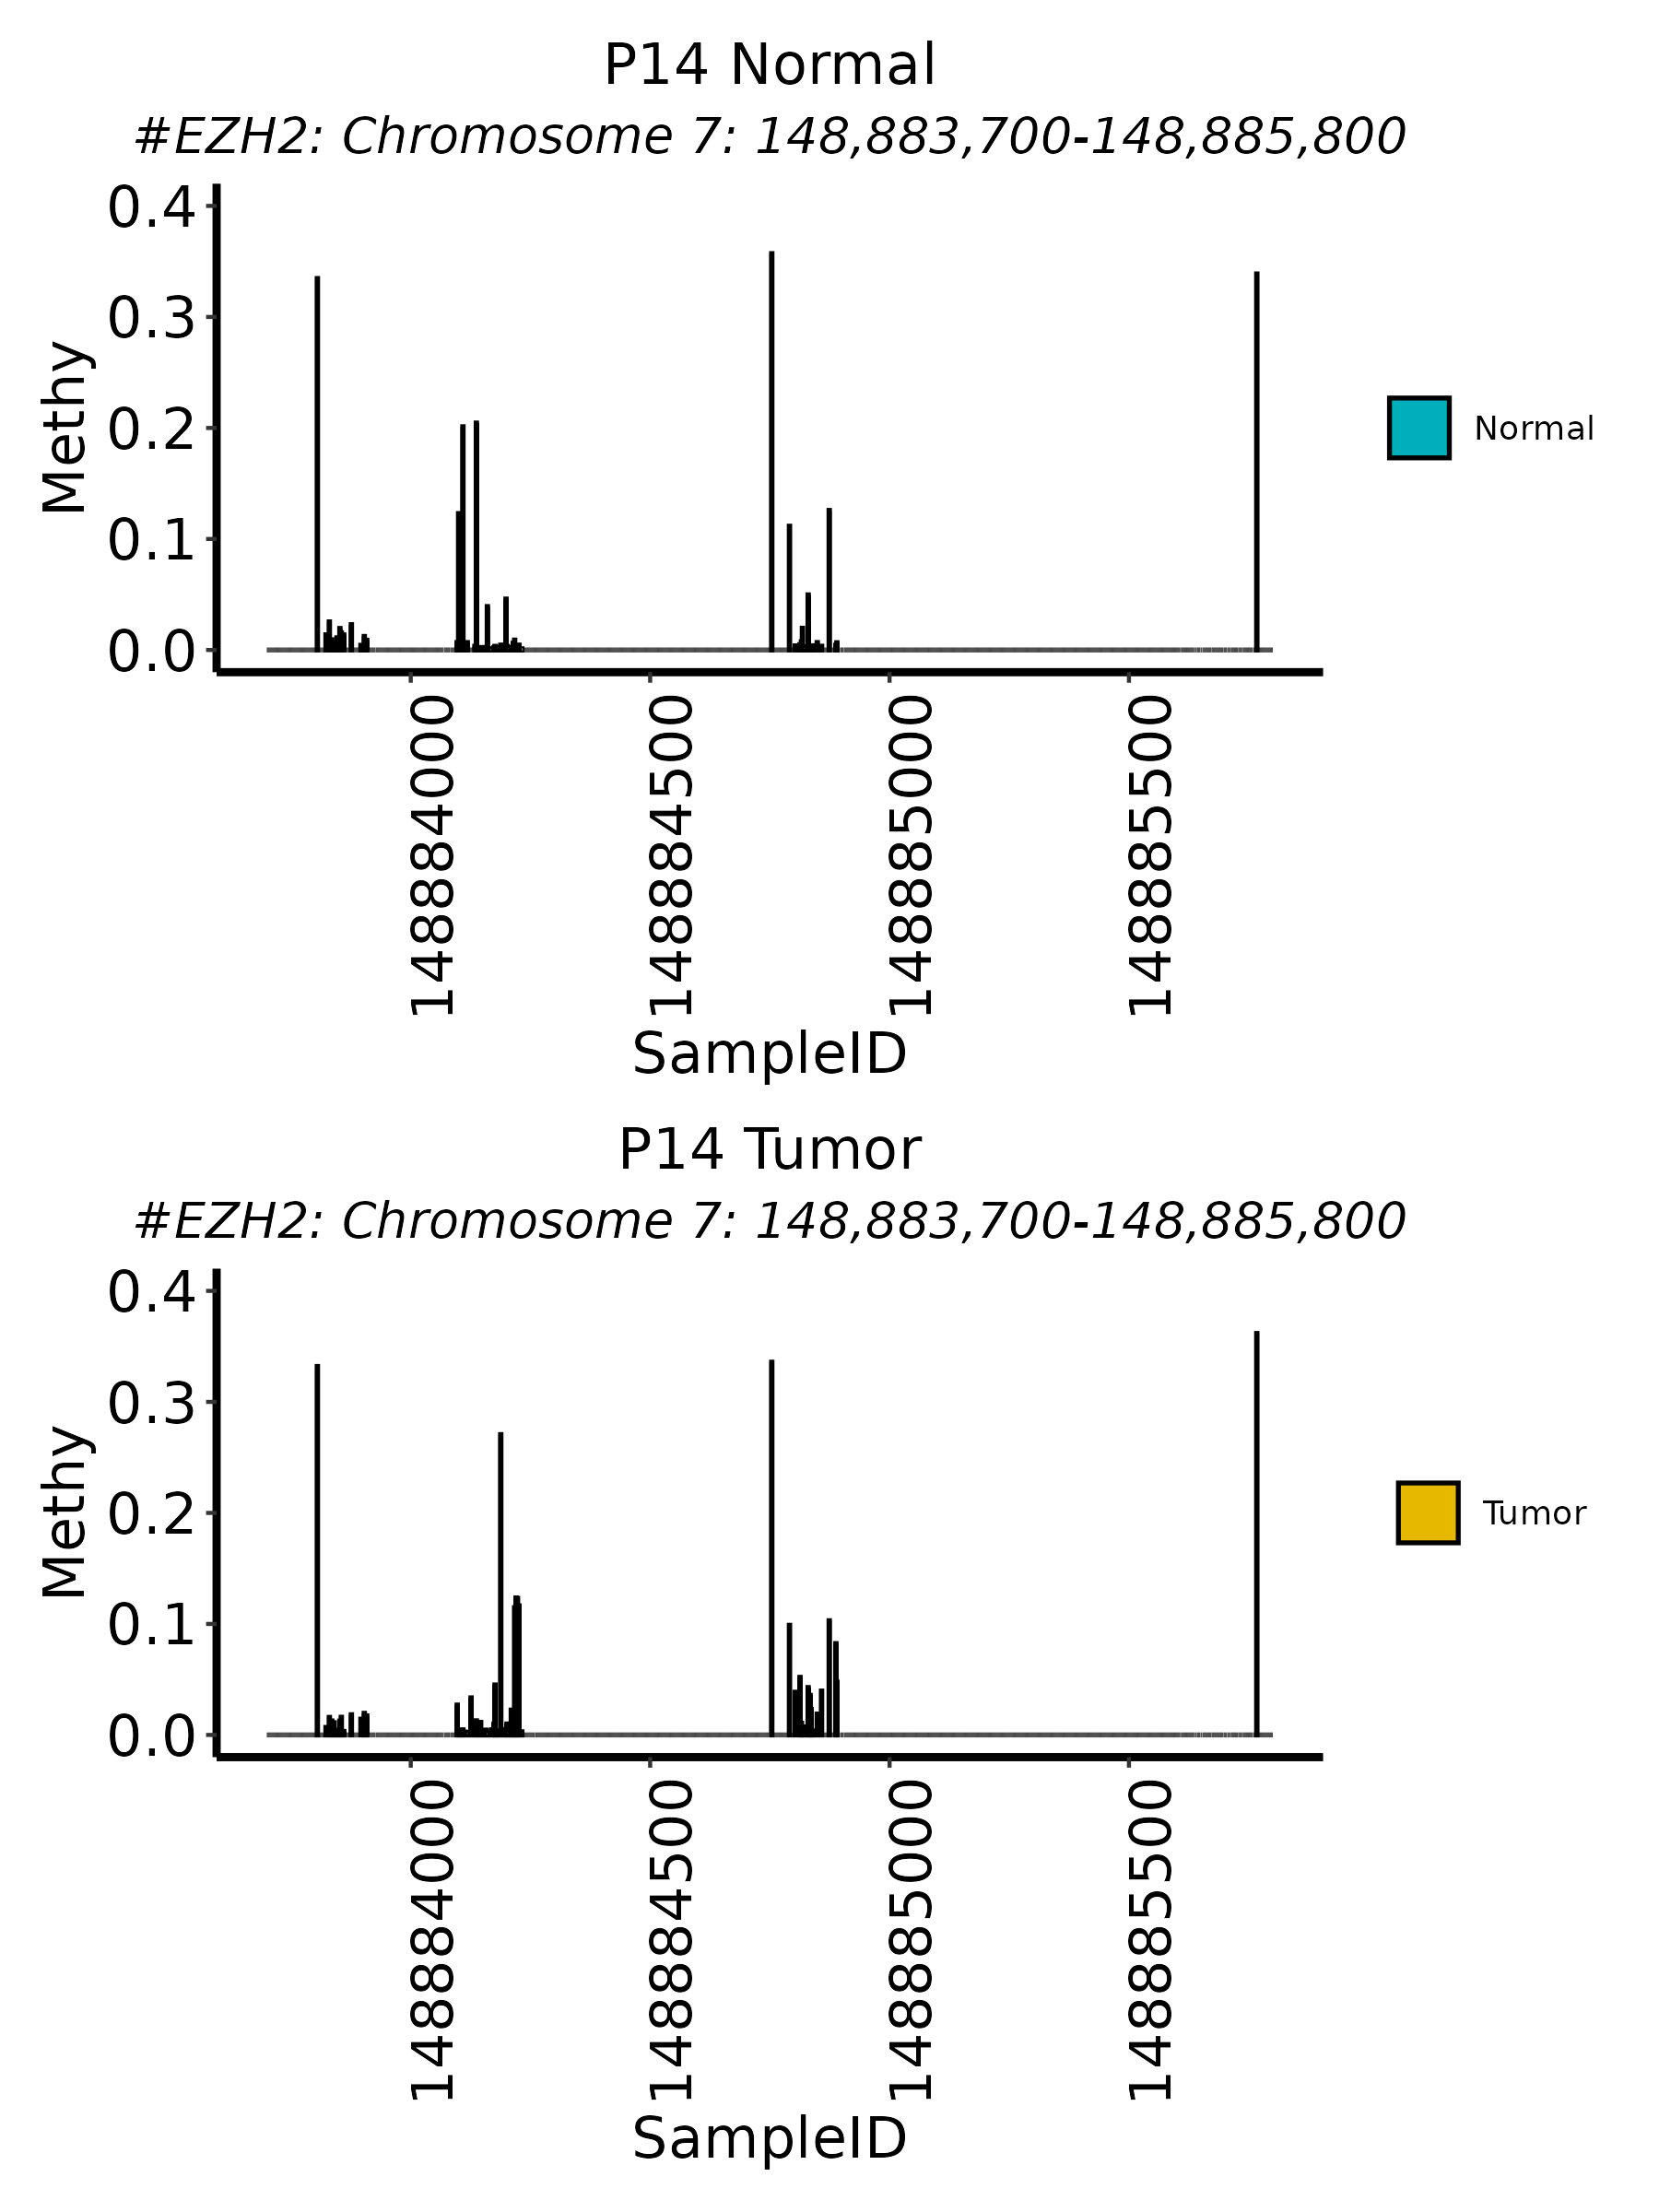 P14 Normal
#EZH2: Chromosome 7: 148,883,700-148,885,800
0.4
0.3
0.2
0.1
0.0
Methy
148884000
148884500
148885000
148885500
SampleID
Normal
P14 Tumor
#EZH2: Chromosome 7: 148,883,700-148,885,800
0.4
0.3
0.2
0.1
0.0
Methy
148884000
148884500
148885000
148885500
SampleID
Tumor